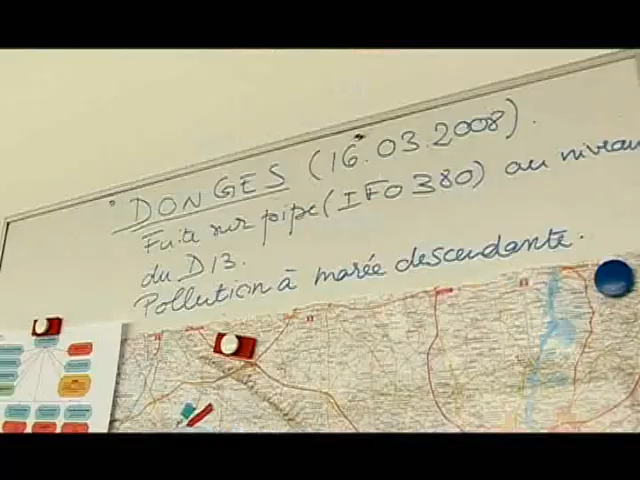 DONGES (16.03.2008).
Fuite sur pipe (IFO 380) au niveau
du D13.
Pollution à marée descendante.